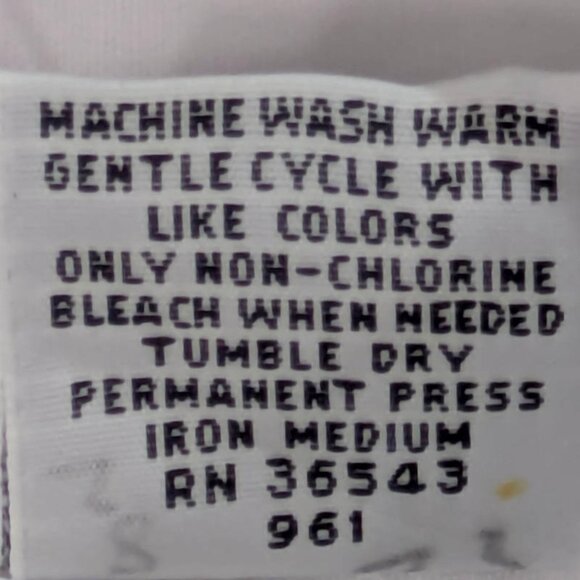 MACHINE WASH WARM
GENTLE CYCLE WITH
LIKE COLORS
ONLY NON-CHLORINE
BLEACH WHEN NEEDED
TUMBLE DRY
PERMANENT PRESS
IRON MEDIUM
RN 36543
961